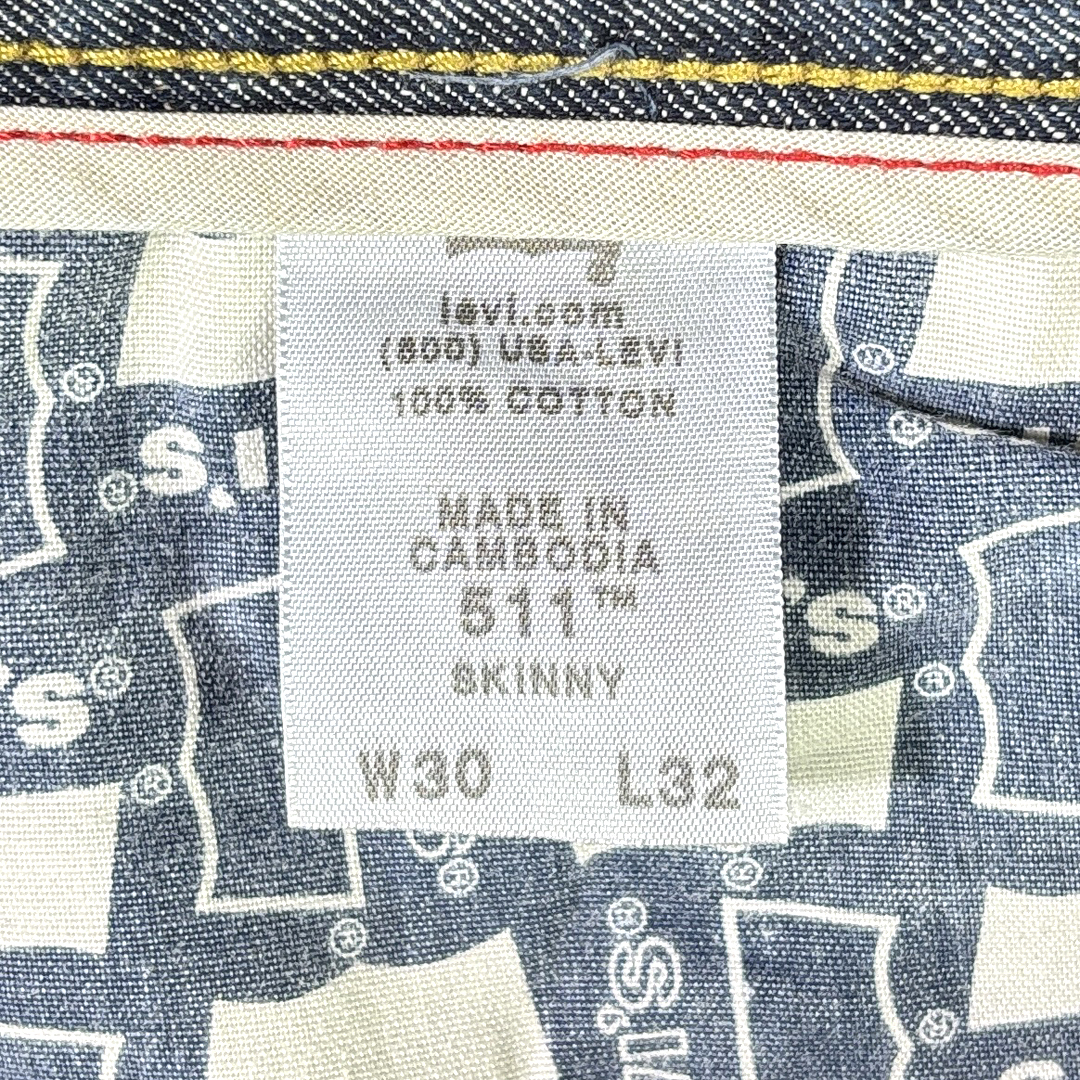 levi.com
(800) USA-LEVI
100% COTTON
MADE IN
CAMBODIA
511™
SKINNY
W30 L32
'S®
'S®
'S®